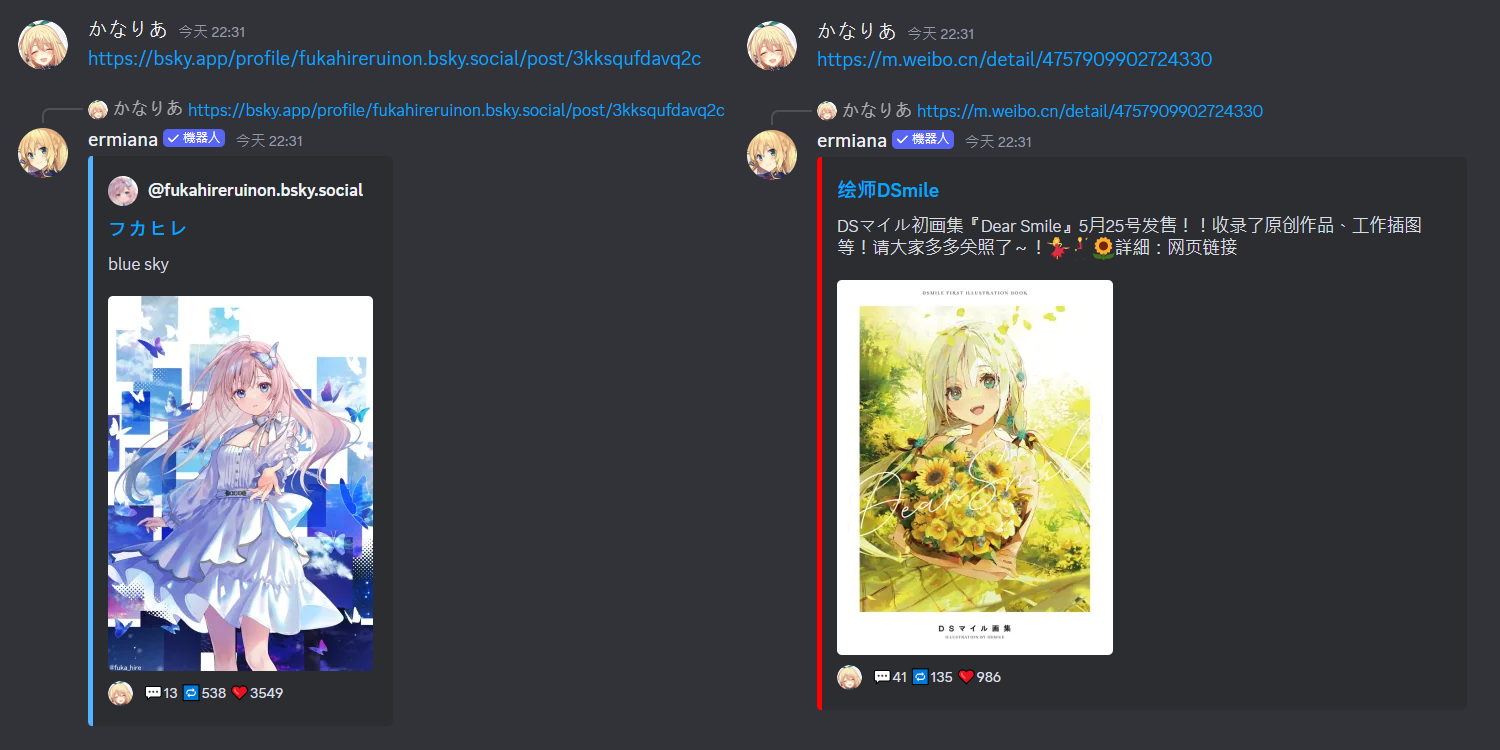 かなりあ 今天 22:31
https://bsky.app/profile/fukahireruinon.bsky.social/post/3kksqufdavq2c
かなりあ https://bsky.app/profile/fukahireruinon.bsky.social/post/3kksqufdavq2c
ermiana ✓ 機器人 今天 22:31
@fukahireruinon.bsky.social
フカヒレ
blue sky
@fuka_hire
💬13 🔁538 ❤️3549
かなりあ 今天 22:31
https://m.weibo.cn/detail/4757909902724330
かなりあ https://m.weibo.cn/detail/4757909902724330
ermiana ✓ 機器人 今天 22:31
绘师DSmile
DSマイル初画集『Dear Smile』5月25号发售！！收录了原创作品、工作插图
等！请大家多多关照了～！💃🏻🌻詳細：网页链接
DSMILE FIRST ILLUSTRATION BOOK
Dear Smile
DSマイル画集
ILLUSTRATION BY DSMILE
💬41 🔁135 ❤️986